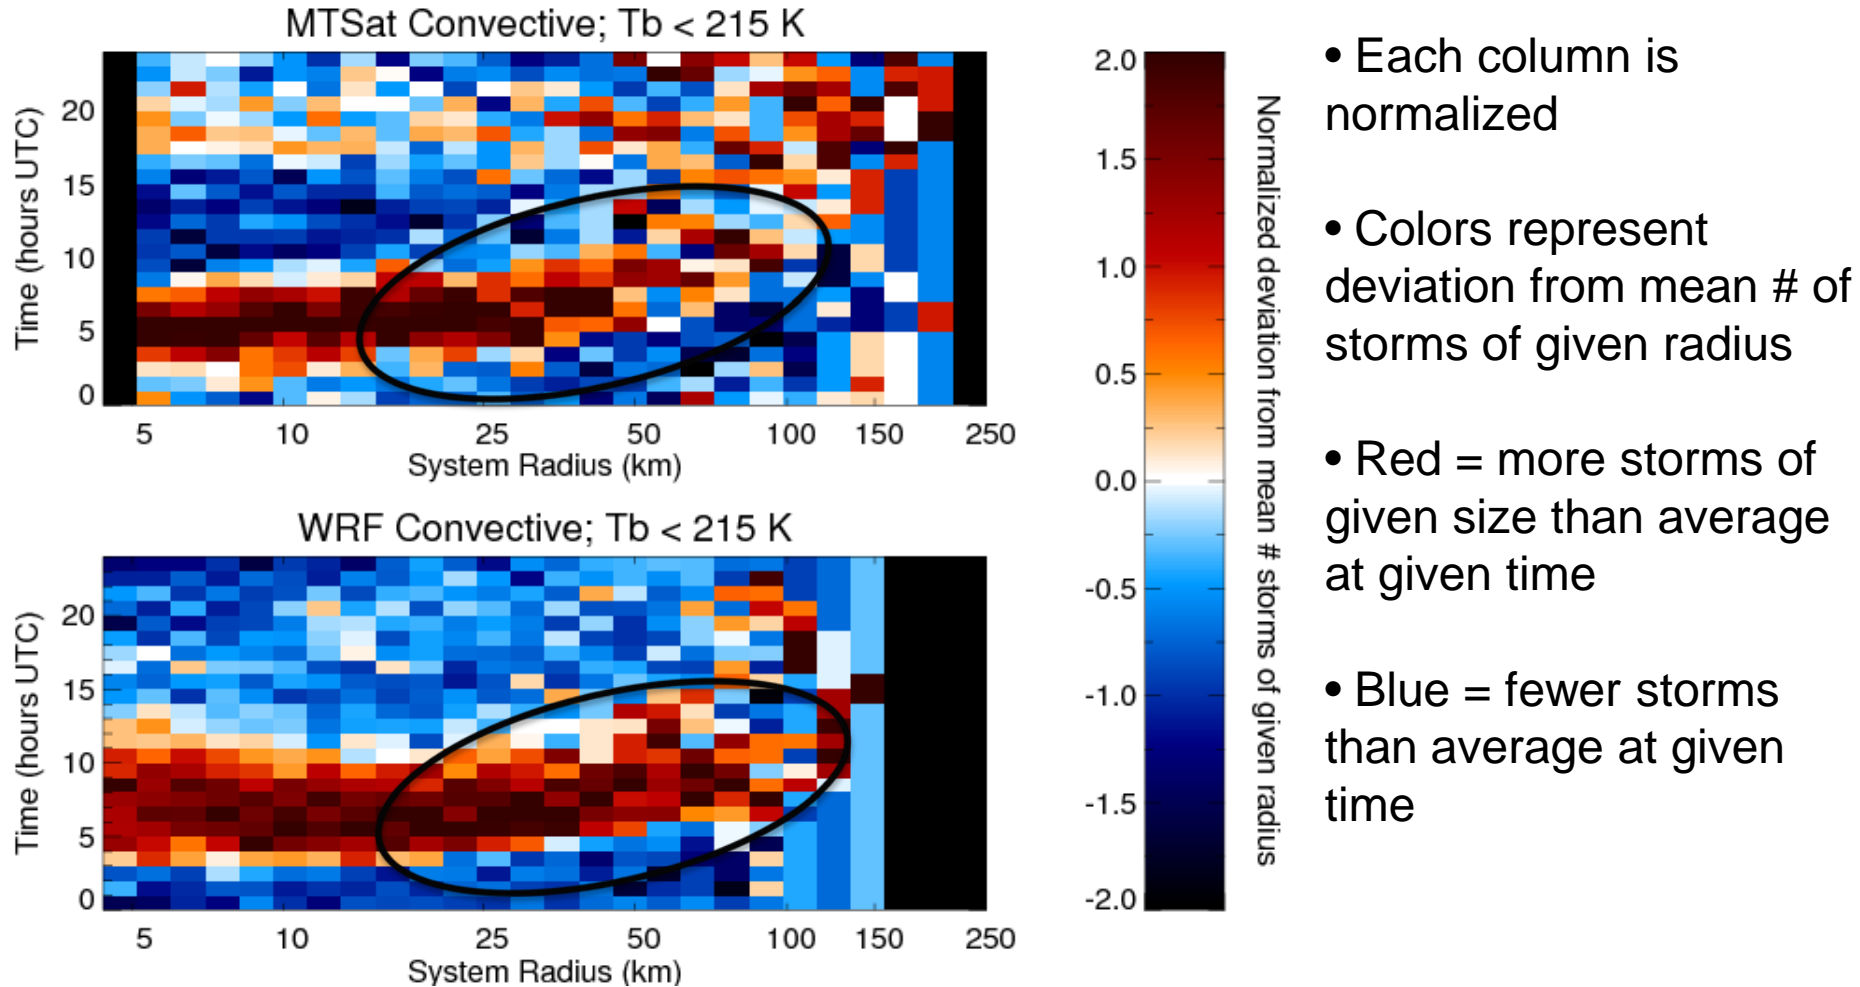 MTSat Convective; Tb < 215 K
Time (hours UTC)
20
15
10
5
0
5 10 25 50 100 150 250
System Radius (km)
WRF Convective; Tb < 215 K
Time (hours UTC)
20
15
10
5
0
5 10 25 50 100 150 250
System Radius (km)
2.0
1.5
1.0
0.5
0.0
-0.5
-1.0
-1.5
-2.0
Normalized deviation from mean # storms of given radius
• Each column is
normalized
• Colors represent
deviation from mean # of
storms of given radius
• Red = more storms of
given size than average
at given time
• Blue = fewer storms
than average at given
time